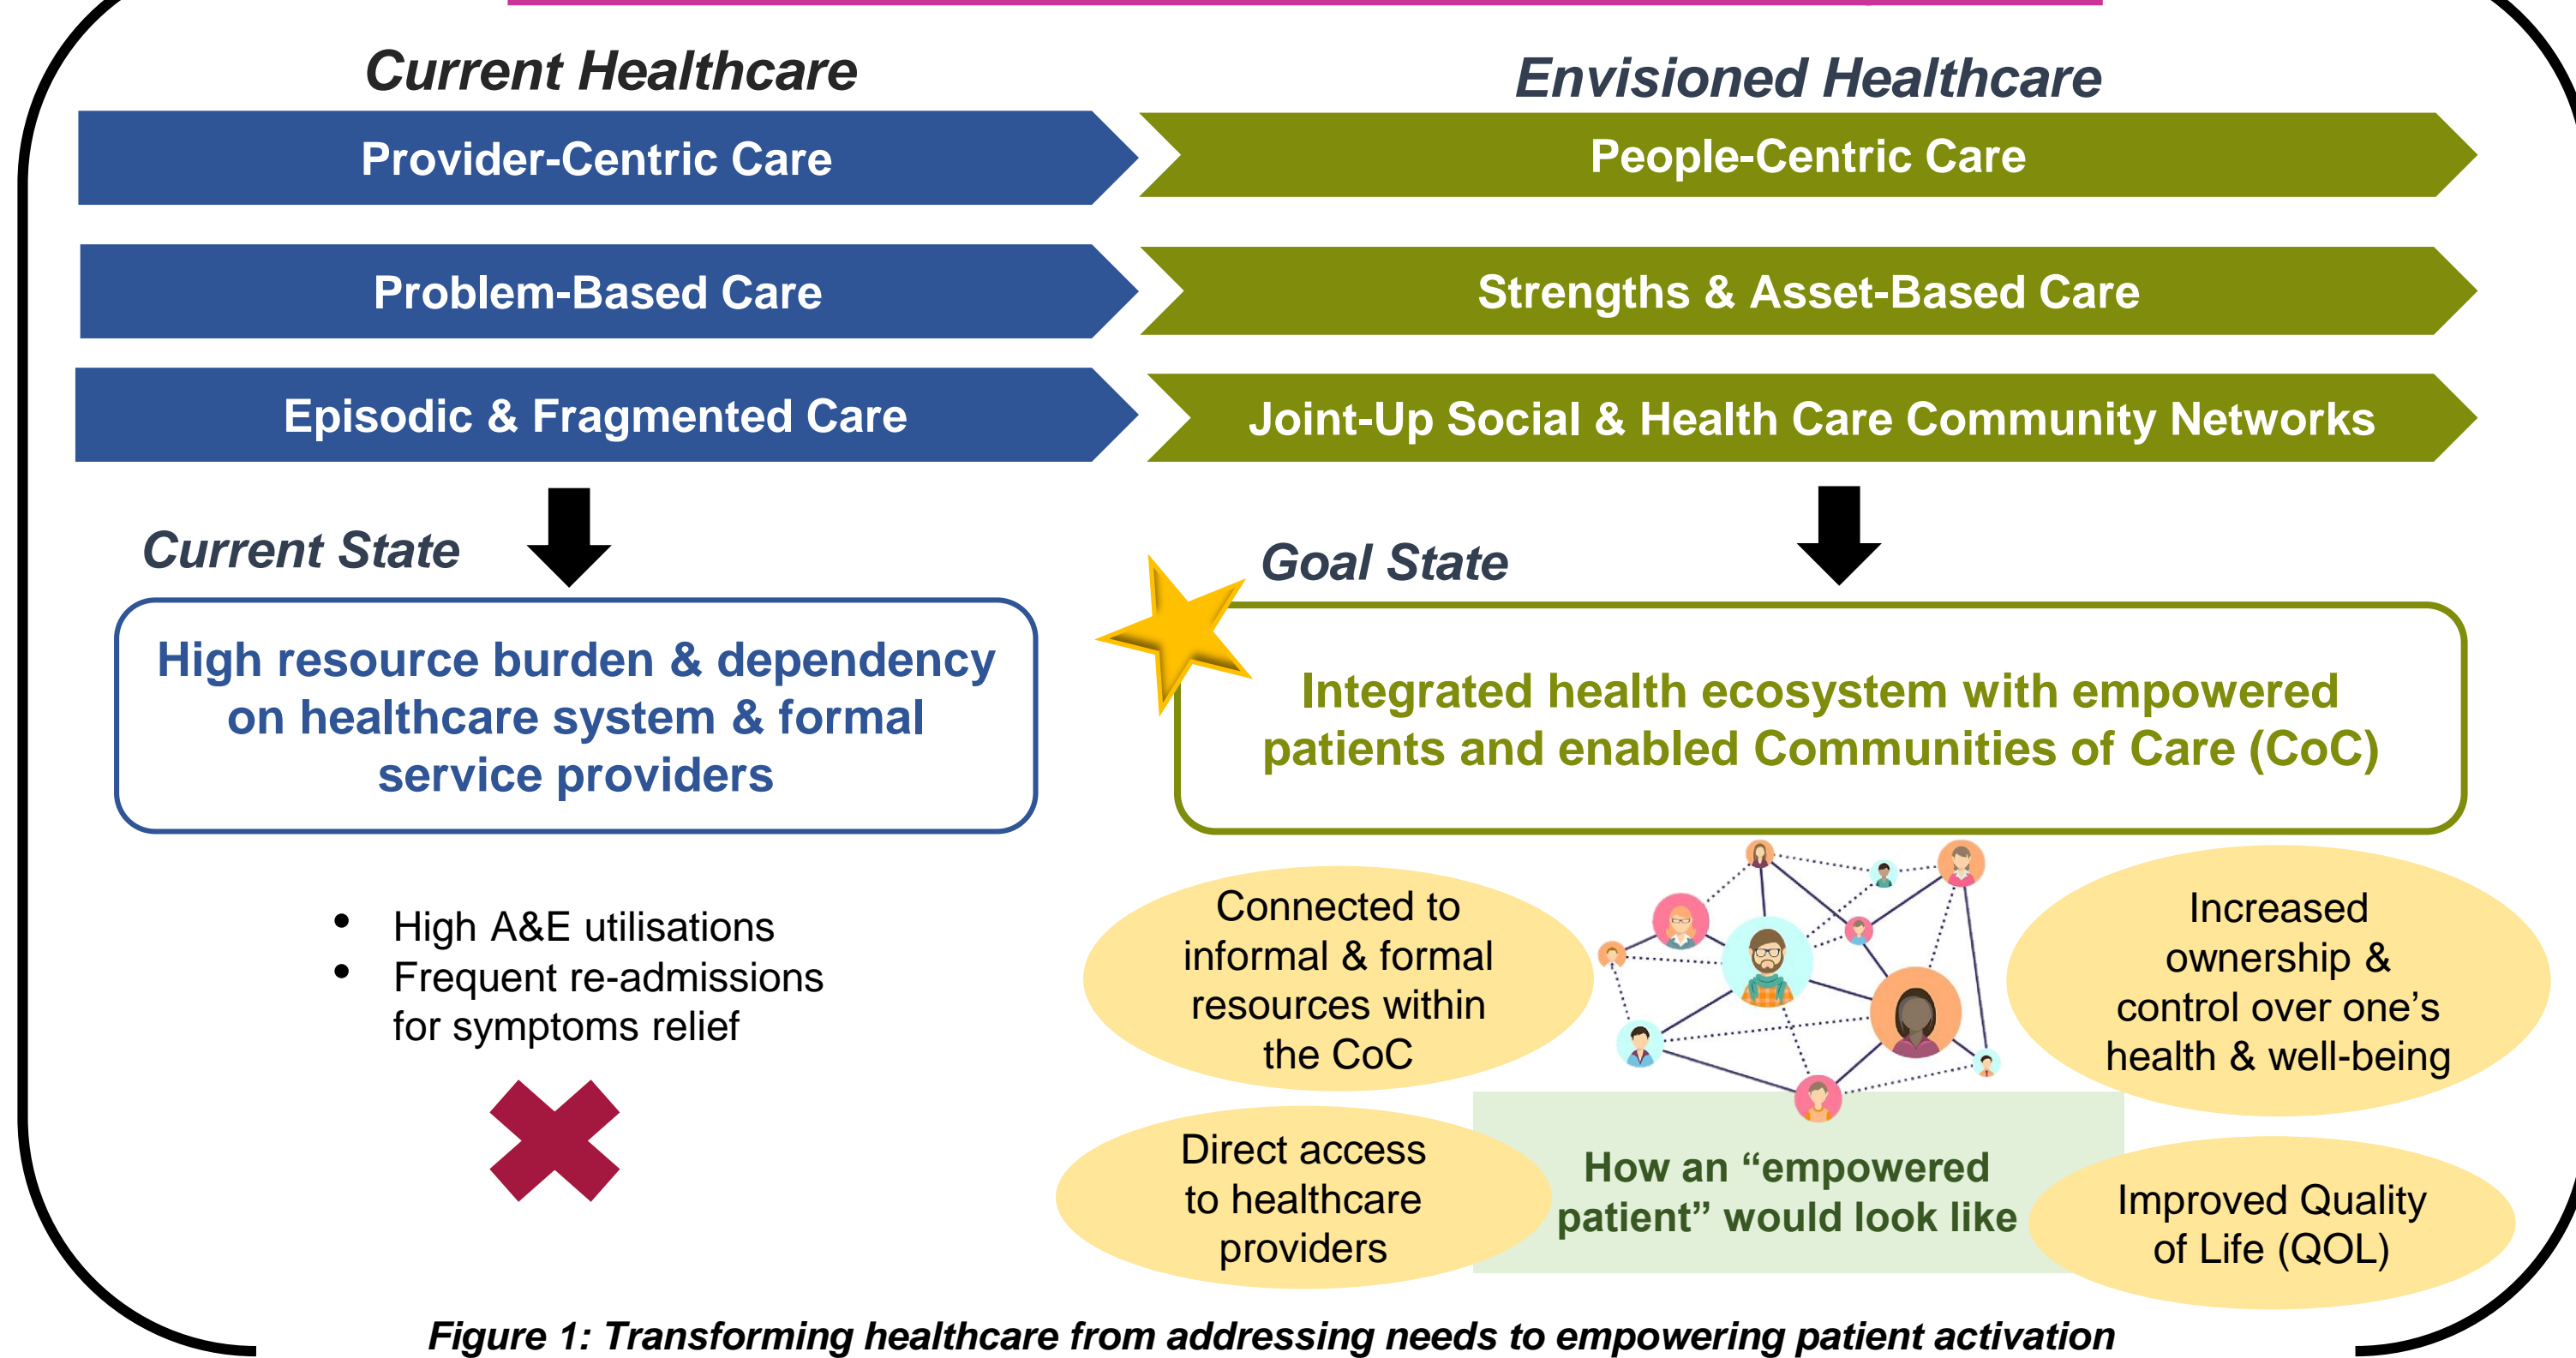 Current Healthcare
Envisioned Healthcare
Provider-Centric Care
People-Centric Care
Problem-Based Care
Strengths & Asset-Based Care
Episodic & Fragmented Care
Joint-Up Social & Health Care Community Networks
Current State
High resource burden & dependency
on healthcare system & formal
service providers
• High A&E utilisations
• Frequent re-admissions
for symptoms relief
Goal State
Integrated health ecosystem with empowered
patients and enabled Communities of Care (CoC)
Connected to
informal & formal
resources within
the CoC
Increased
ownership &
control over one’s
health & well-being
Direct access
to healthcare
providers
How an “empowered
patient” would look like
Improved Quality
of Life (QOL)
Figure 1: Transforming healthcare from addressing needs to empowering patient activation